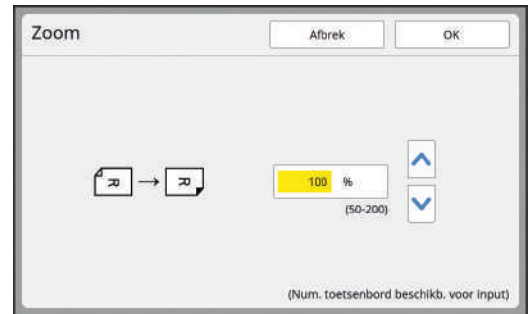 Zoom
Afbrek
OK
R → R
100 %
(50-200)
(Num. toetsenbord beschikb. voor input)